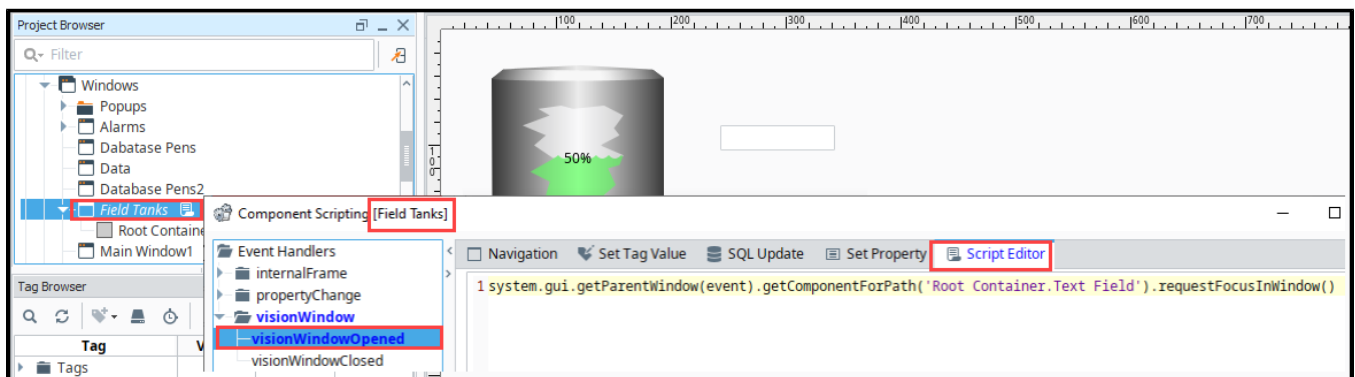 Project Browser
Filter
Windows
Popups
Alarms
Dabatase Pens
Data
Database Pens2
Field Tanks
Root Containe
Main Window1
Tag Browser
Tag
V
Tags
100 200 300 400 500 600 700
100
50%
Component Scripting [Field Tanks]
Event Handlers
internalFrame
propertyChange
visionWindow
visionWindowOpened
visionWindowClosed
Navigation Set Tag Value SQL Update Set Property Script Editor
1 system.gui.getParentWindow(event).getComponentForPath('Root Container.Text Field').requestFocusInWindow()